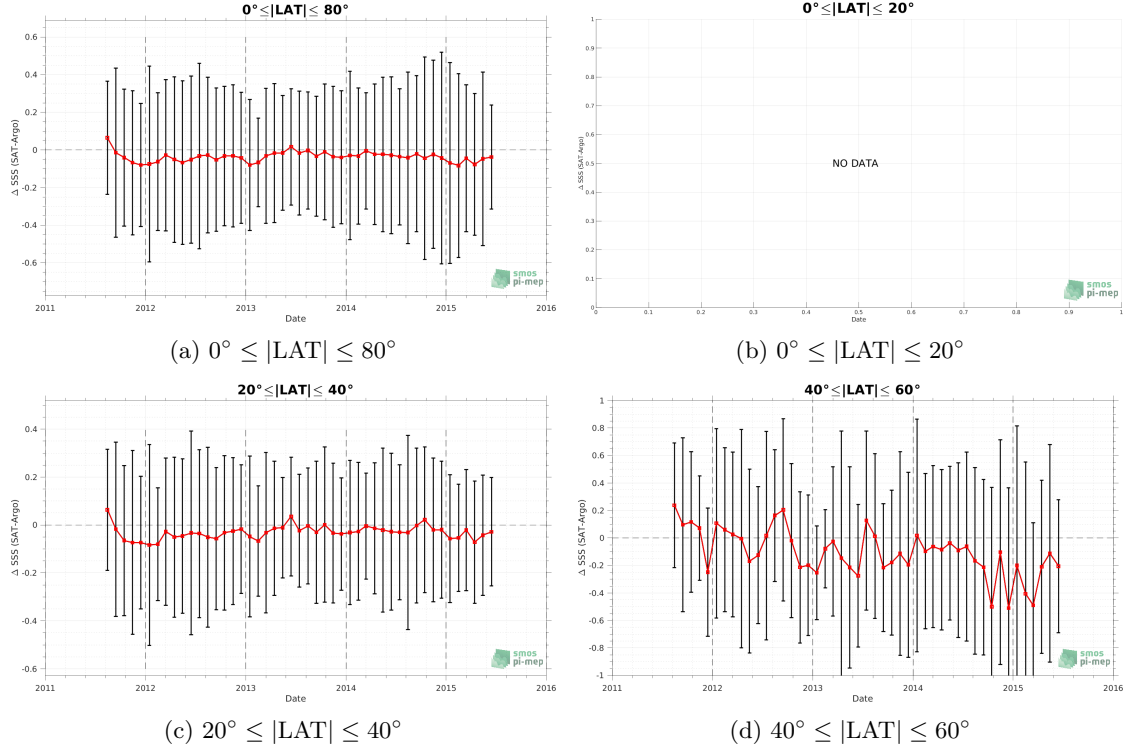 0°≤|LAT|≤ 80°
Δ SSS (SAT-Argo)
0.6
0.4
0.2
0
-0.2
-0.4
-0.6
2011 2012 2013 2014 2015 2016
Date
smos
pi-mep
(a) 0° ≤ |LAT| ≤ 80°
0°≤|LAT|≤ 20°
Δ SSS (SAT-Argo)
1
0.9
0.8
0.7
0.6
0.5
0.4
0.3
0.2
0.1
0
NO DATA
0 0.1 0.2 0.3 0.4 0.5 0.6 0.7 0.8 0.9 1
Date
smos
pi-mep
(b) 0° ≤ |LAT| ≤ 20°
20°≤|LAT|≤ 40°
Δ SSS (SAT-Argo)
0.4
0.2
0
-0.2
-0.4
-0.6
2011 2012 2013 2014 2015 2016
Date
smos
pi-mep
(c) 20° ≤ |LAT| ≤ 40°
40°≤|LAT|≤ 60°
Δ SSS (SAT-Argo)
1
0.8
0.6
0.4
0.2
0
-0.2
-0.4
-0.6
-0.8
-1
2011 2012 2013 2014 2015 2016
Date
smos
pi-mep
(d) 40° ≤ |LAT| ≤ 60°